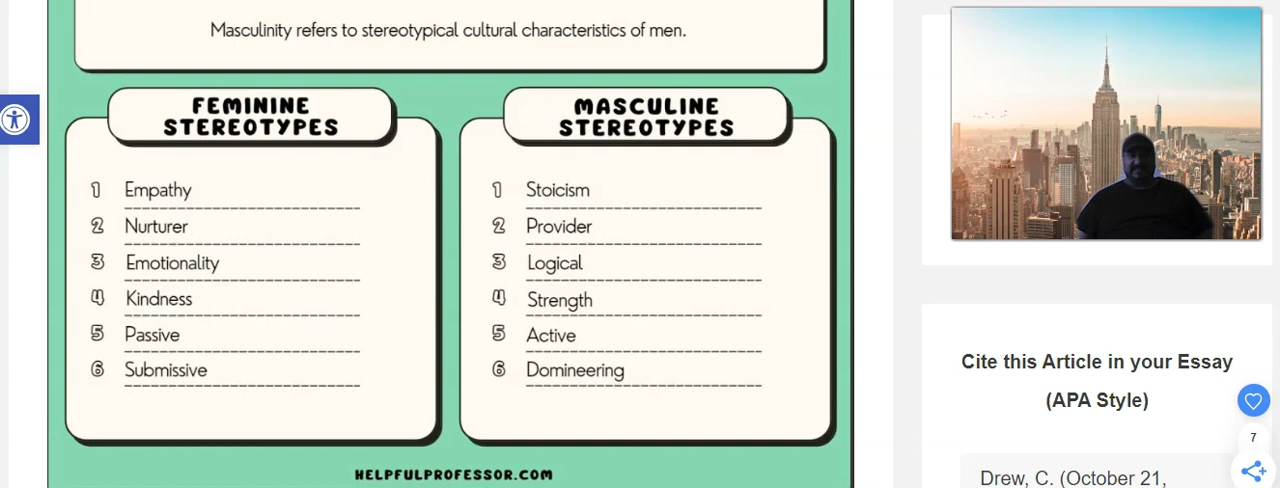 Masculinity refers to stereotypical cultural characteristics of men.
FEMININE
STEREOTYPES
1 Empathy
2 Nurturer
3 Emotionality
4 Kindness
5 Passive
6 Submissive
MASCULINE
STEREOTYPES
1 Stoicism
2 Provider
3 Logical
4 Strength
5 Active
6 Domineering
HELPFULPROFESSOR.COM
Cite this Article in your Essay
(APA Style)
7
Drew, C. (October 21,